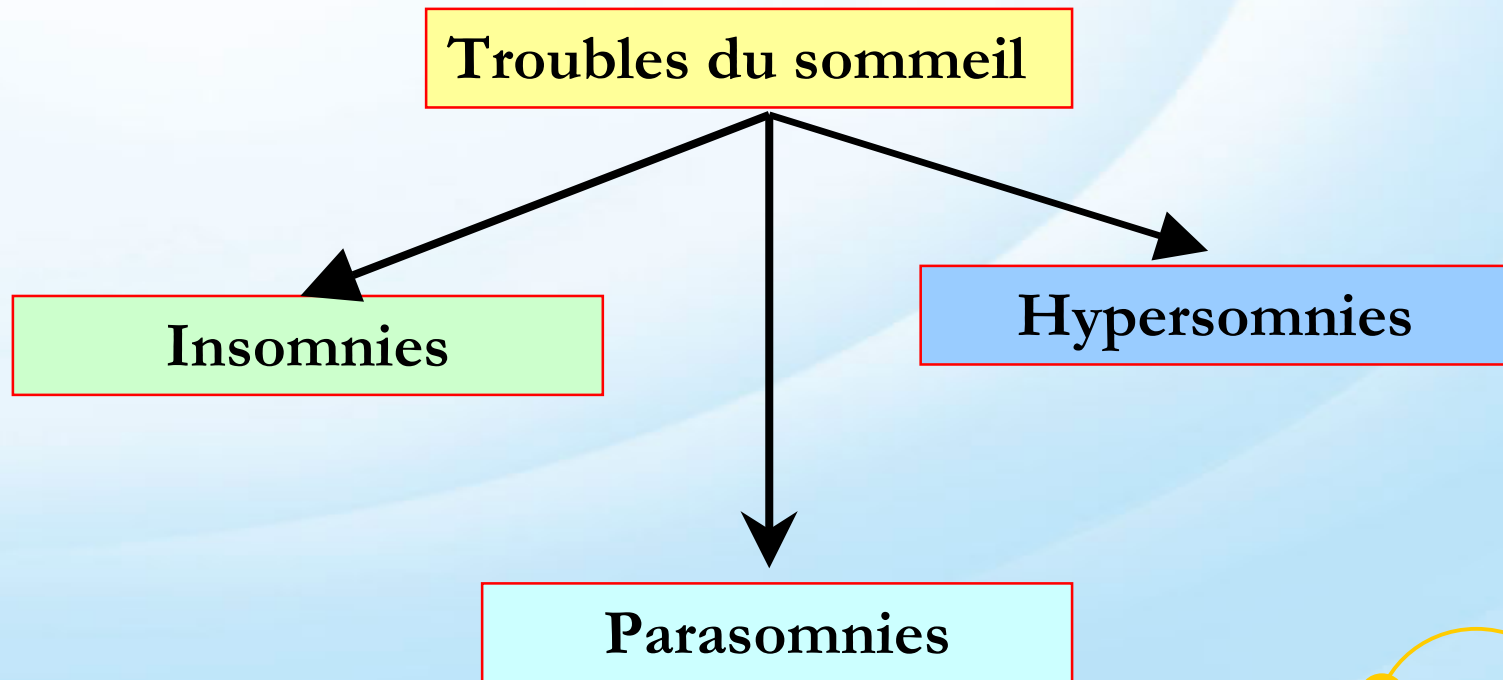 Troubles du sommeil
Insomnies
Hypersomnies
Parasomnies